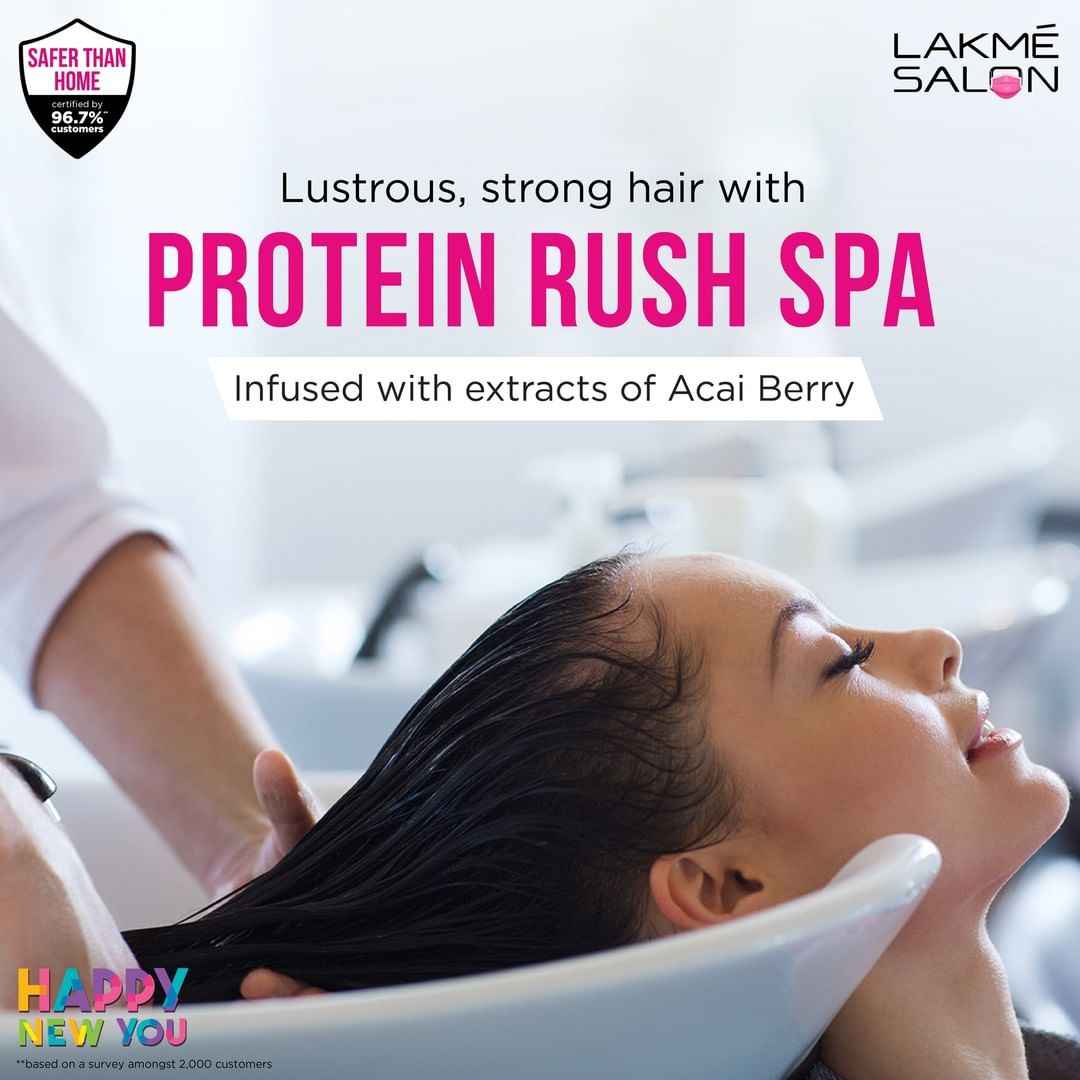 SAFER THAN
HOME
certified by
96.7%**
customers
LAKMÉ
SALON
Lustrous, strong hair with
PROTEIN RUSH SPA
Infused with extracts of Acai Berry
HAPPY
NEW YOU
**based on a survey amongst 2,000 customers